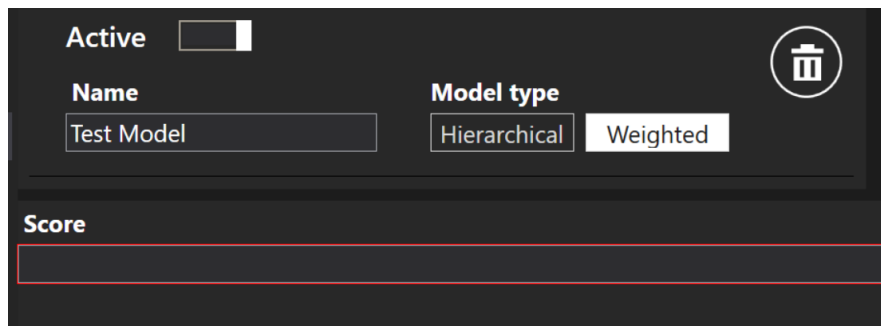 Active
Name
Model type
Test Model
Hierarchical
Weighted
Score